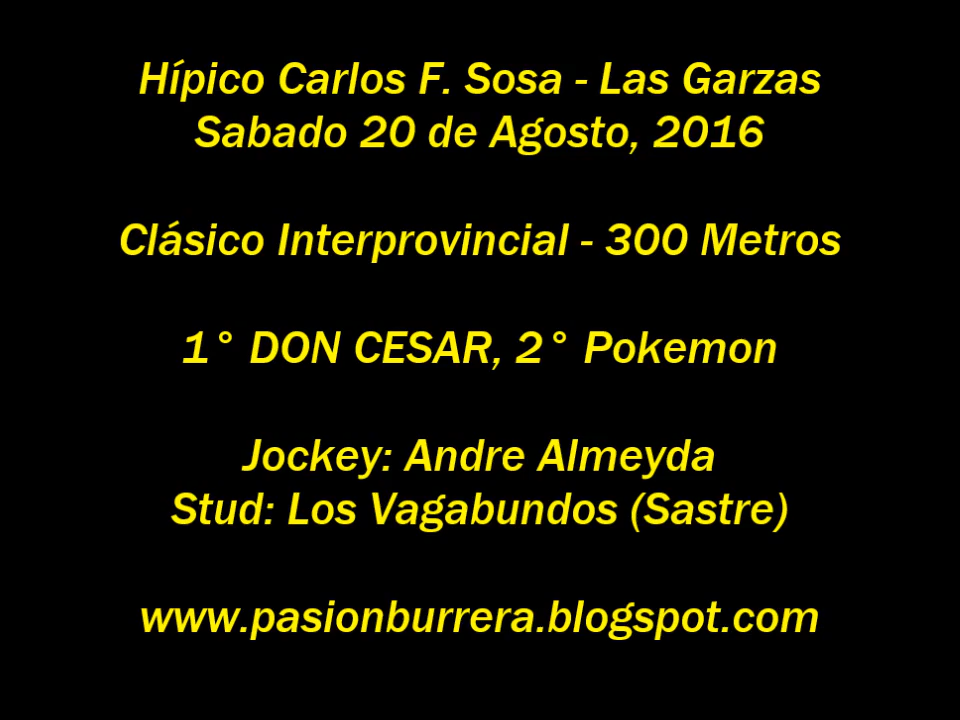 Hípico Carlos F. Sosa - Las Garzas
Sabado 20 de Agosto, 2016
Clásico Interprovincial - 300 Metros
1° DON CESAR, 2° Pokemon
Jockey: Andre Almeyda
Stud: Los Vagabundos (Sastre)
www.pasionburrera.blogspot.com